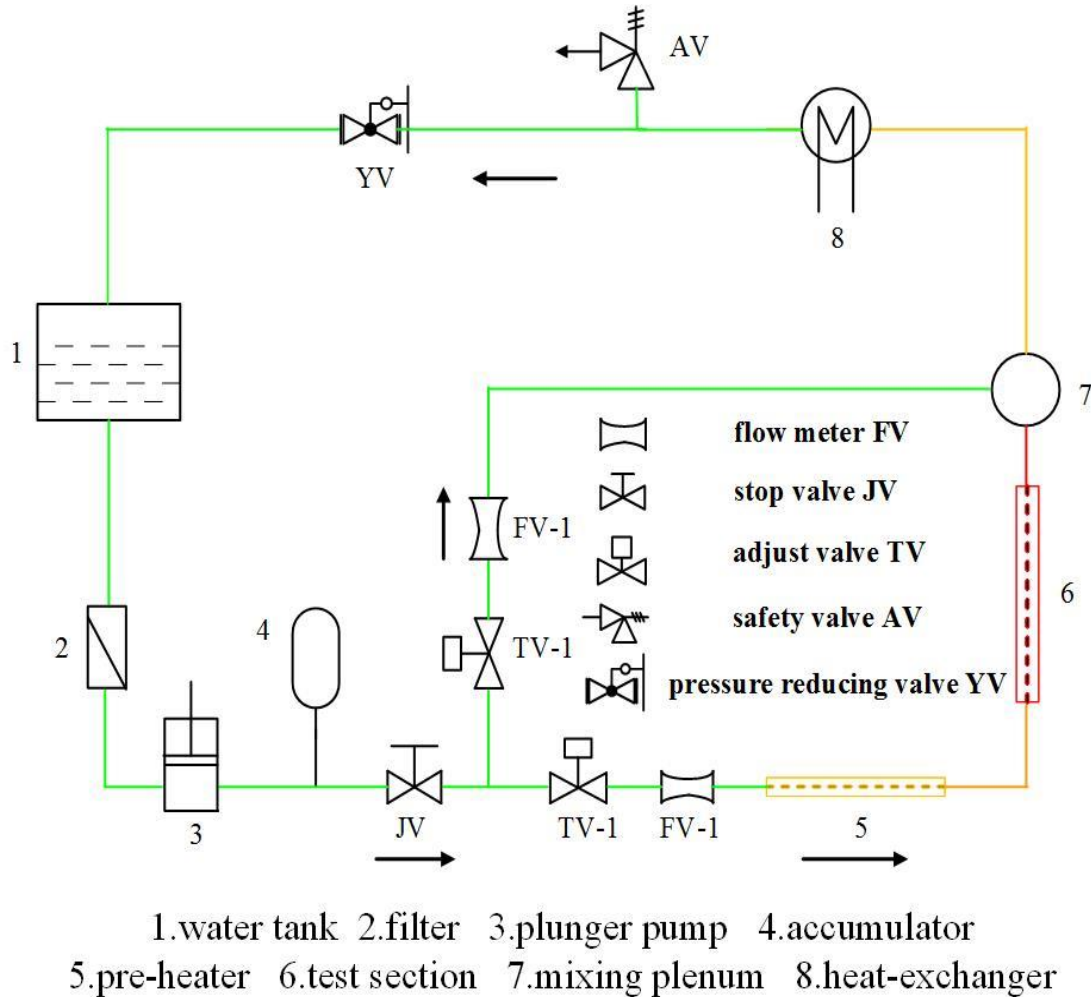 AV
YV
8
1
7
flow meter FV
stop valve JV
FV-1
adjust valve TV
6
4
safety valve AV
2
TV-1
pressure reducing valve YV
3
JV
TV-1
FV-1
5
1.water tank 2.filter 3.plunger pump 4.accumulator
5.pre-heater 6.test section 7.mixing plenum 8.heat-exchanger